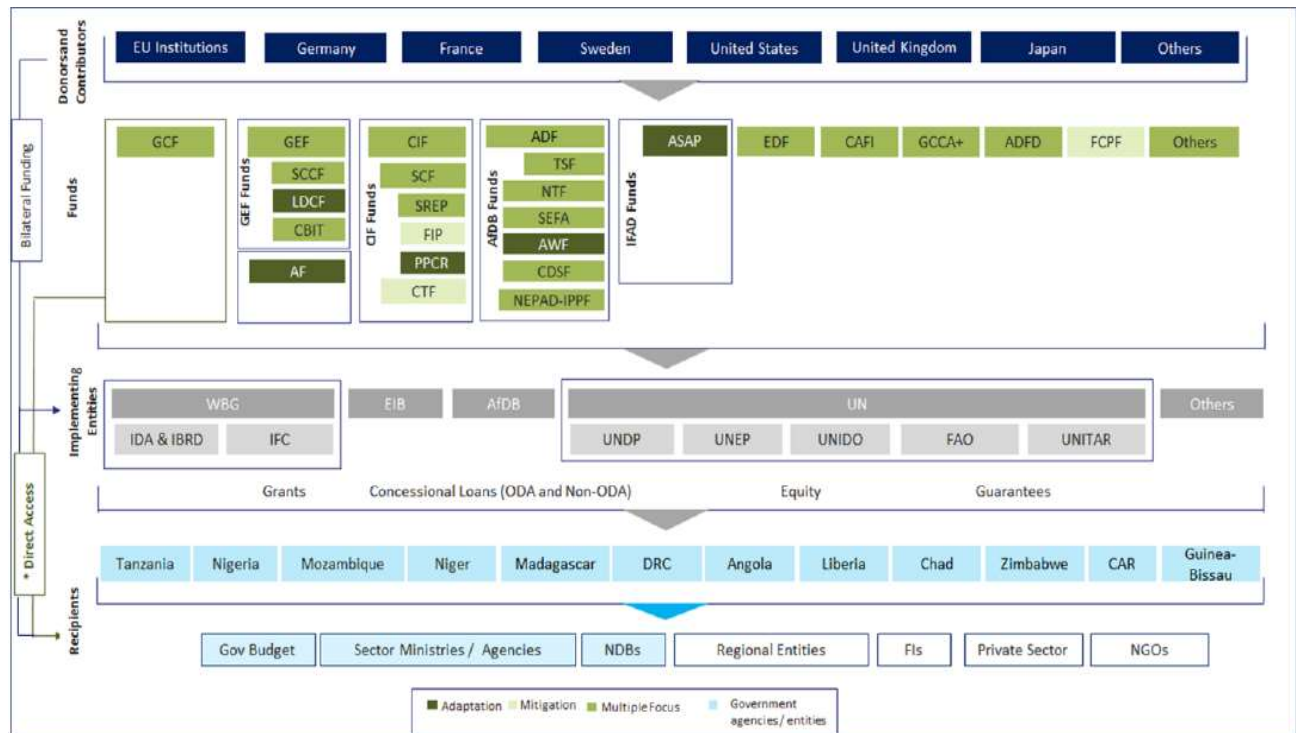 Donorsand
Contributors
EU Institutions
Germany
France
Sweden
United States
United Kingdom
Japan
Others
Bilateral Funding
Funds
GCF
GEF Funds
GEF
SCCF
LDCF
CBIT
AF
CIF Funds
CIF
SCF
SREP
FIP
PPCR
CTF
AfDB Funds
ADF
TSF
NTF
SEFA
AWF
CDSF
NEPAD-IPPF
IFAD Funds
ASAP
EDF
CAFI
GCCA+
ADFD
FCPF
Others
Implementing
Entities
WBG
IDA & IBRD
IFC
EIB
AfDB
UN
UNDP
UNEP
UNIDO
FAO
UNITAR
Others
Grants
Concessional Loans (ODA and Non-ODA)
Equity
Guarantees
* Direct Access
Recipients
Tanzania
Nigeria
Mozambique
Niger
Madagascar
DRC
Angola
Liberia
Chad
Zimbabwe
CAR
Guinea-
Bissau
Gov Budget
Sector Ministries / Agencies
NDBs
Regional Entities
FIs
Private Sector
NGOs
Adaptation
Mitigation
Multiple Focus
Government
agencies/ entities